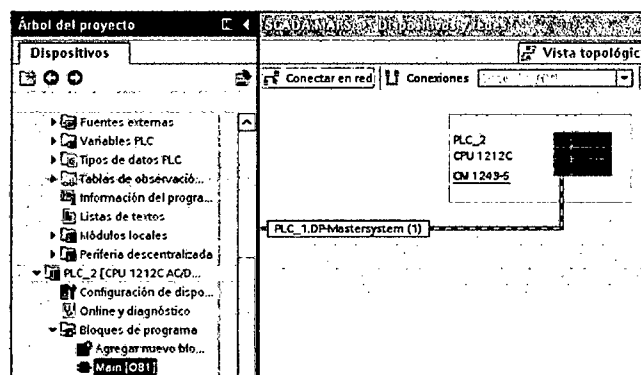 Árbol del proyecto
Dispositivos
Fuentes externas
Variables PLC
Tipos de datos PLC
Tablas de observació...
Información del progra...
Listas de textos
Módulos locales
Periferia descentralizada
PLC_2 [CPU 1212C AC/D...
Configuración de dispo...
Online y diagnóstico
Bloques de programa
Agregar nuevo blo...
Main [OB1]
Dispositivos y
Vista topológic
Conectar en red
Conexiones
PLC_2
CPU 1212C
CM 1243-5
PLC_1.DP-Mastersystem (1)